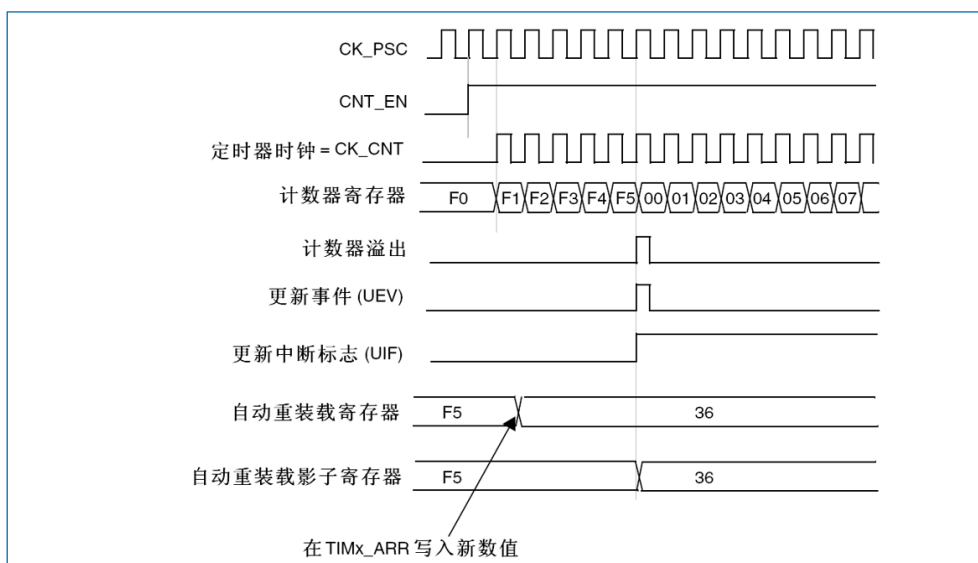 CK_PSC
CNT_EN
定时器时钟 = CK_CNT
计数器寄存器 F0 F1 F2 F3 F4 F5 00 01 02 03 04 05 06 07
计数器溢出
更新事件 (UEV)
更新中断标志 (UIF)
自动重装载寄存器 F5 36
自动重装载影子寄存器 F5 36
在 TIMx_ARR 写入新数值